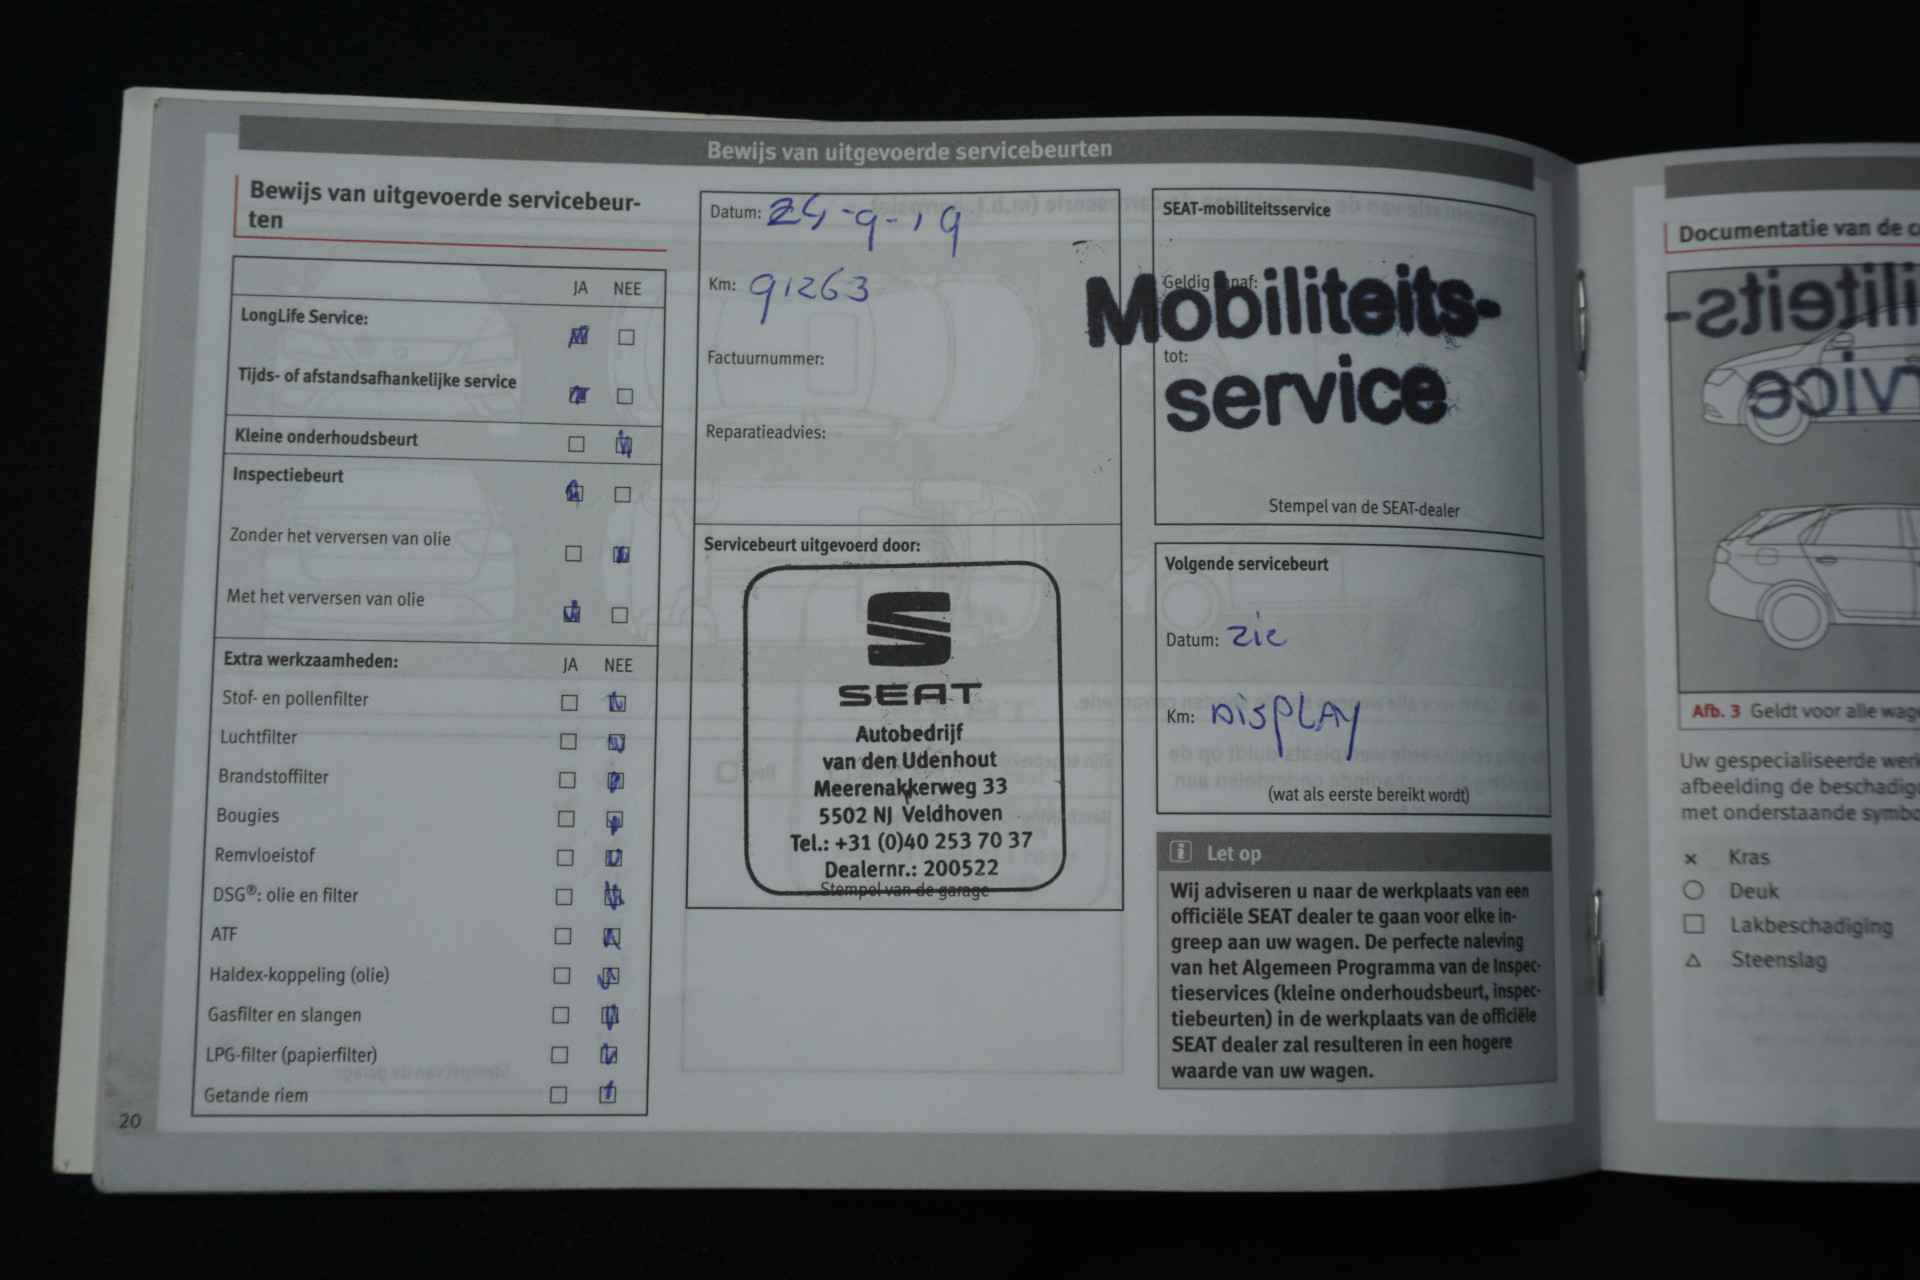 Bewijs van uitgevoerde servicebeurten
Bewijs van uitgevoerde servicebeur-
ten
JA NEE
LongLife Service:
Tijds- of afstandsafhankelijke service
Kleine onderhoudsbeurt
Inspectiebeurt
Zonder het verversen van olie
Met het verversen van olie
Extra werkzaamheden: JA NEE
Stof- en pollenfilter
Luchtfilter
Brandstoffilter
Bougies
Remvloeistof
DSG®: olie en filter
ATF
Haldex-koppeling (olie)
Gasfilter en slangen
LPG-filter (papierfilter)
Getande riem
20
Datum: 25-9-19
Km: 91263
Factuurnummer:
Reparatieadvies:
Servicebeurt uitgevoerd door:
SEAT
Autobedrijf
van den Udenhout
Meerenakkerweg 33
5502 NJ Veldhoven
Tel.: +31 (0)40 253 70 37
Dealernr.: 200522
Stempel van de garage
SEAT-mobiliteitsservice
Geldig vanaf:
Mobiliteits-
tot:
service
Stempel van de SEAT-dealer
Volgende servicebeurt
Datum: zie
Km: DISPLAY
(wat als eerste bereikt wordt)
Let op
Wij adviseren u naar de werkplaats van een
officiële SEAT dealer te gaan voor elke in-
greep aan uw wagen. De perfecte naleving
van het Algemeen Programma van de Inspec-
tieservices (kleine onderhoudsbeurt, inspec-
tiebeurten) in de werkplaats van de officiële
SEAT dealer zal resulteren in een hogere
waarde van uw wagen.
Documentatie van de c
Afb. 3 Geldt voor alle wage
Uw gespecialiseerde werk
afbeelding de beschadig
met onderstaande symbo
Kras
Deuk
Lakbeschadiging
Steenslag